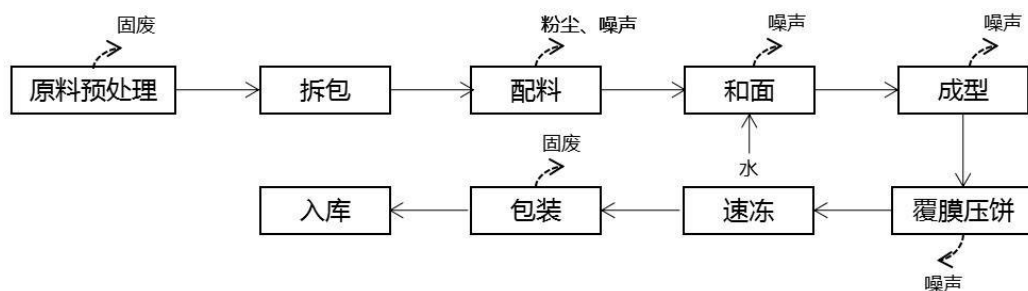 固废
粉尘、噪声
噪声
噪声
原料预处理
拆包
配料
和面
成型
固废
水
入库
包装
速冻
覆膜压饼
噪声